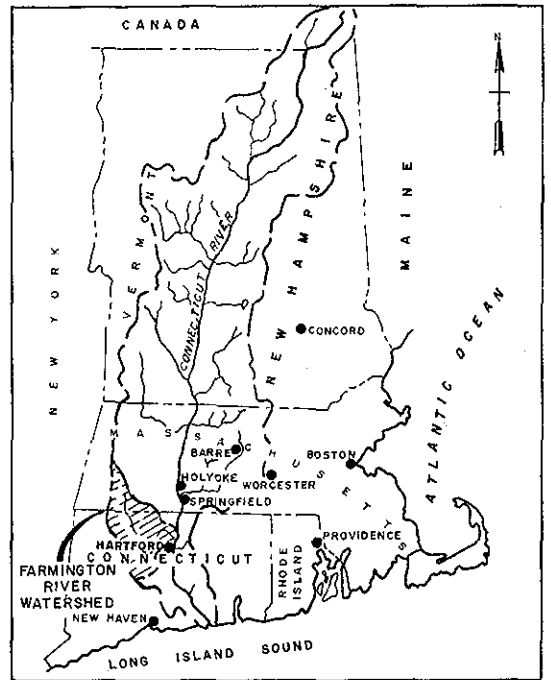 CANADA
N
NEW YORK
VERMONT
CONNECTICUT RIVER
NEW HAMPSHIRE
MAINE
CONCORD
ATLANTIC OCEAN
MASSACHUSETTS
BARRE
BOSTON
HOLYOKE
WORCESTER
SPRINGFIELD
HARTFORD
PROVIDENCE
CONNECTICUT
RHODE
ISLAND
FARMINGTON
RIVER
WATERSHED
NEW HAVEN
LONG ISLAND SOUND